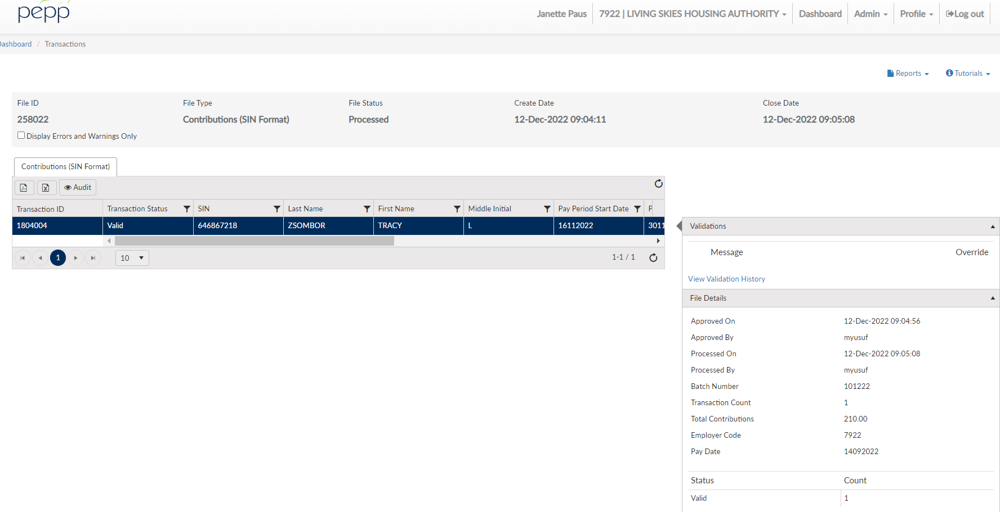 pepp
Janette Paus
7922 | LIVING SKIES HOUSING AUTHORITY
Dashboard
Admin
Profile
Log out
Dashboard / Transactions
Reports
Tutorials
File ID File Type File Status Create Date Close Date
258022 Contributions (SIN Format) Processed 12-Dec-2022 09:04:11 12-Dec-2022 09:05:08
Display Errors and Warnings Only
Contributions (SIN Format)
Audit
Transaction ID Transaction Status SIN Last Name First Name Middle Initial Pay Period Start Date P
1804004 Valid 646867218 ZSOMBOR TRACY L 16112022 3011
1 10 1-1 / 1
Validations
Message Override
View Validation History
File Details
Approved On 12-Dec-2022 09:04:56
Approved By myusuf
Processed On 12-Dec-2022 09:05:08
Processed By myusuf
Batch Number 101222
Transaction Count 1
Total Contributions 210.00
Employer Code 7922
Pay Date 14092022
Status Count
Valid 1